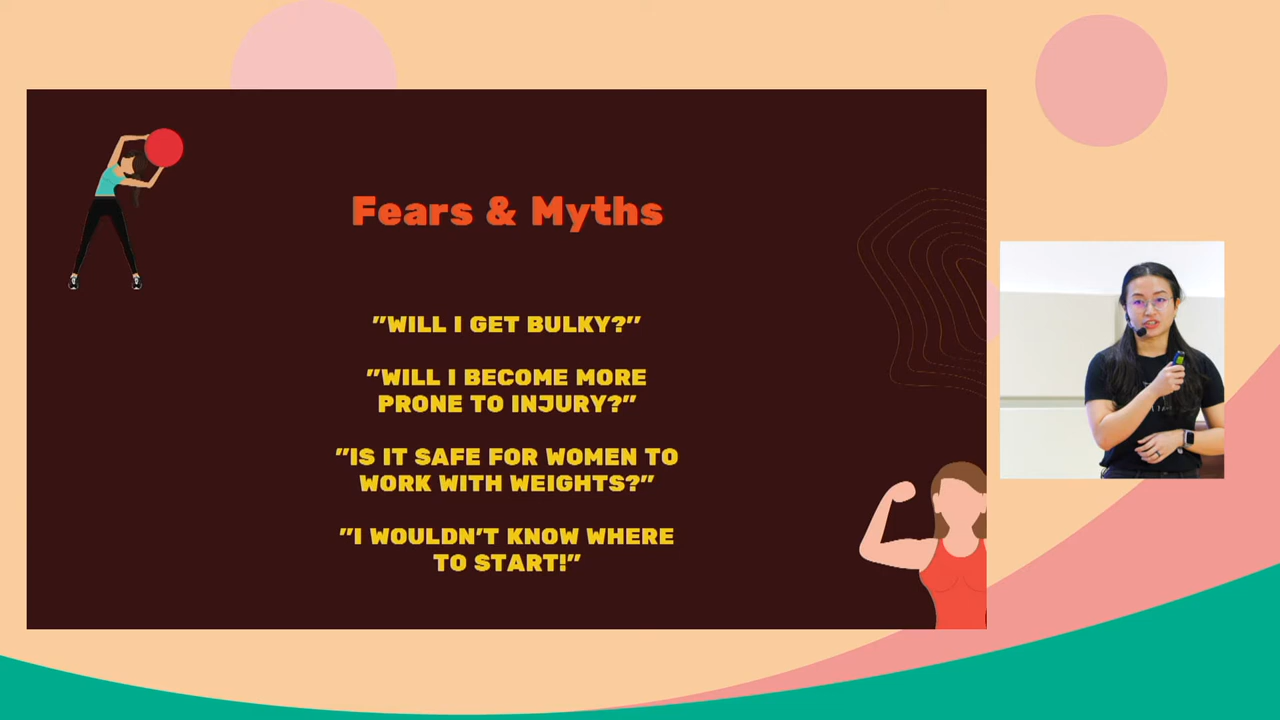 Fears & Myths
"WILL I GET BULKY?"
"WILL I BECOME MORE
PRONE TO INJURY?"
"IS IT SAFE FOR WOMEN TO
WORK WITH WEIGHTS?"
"I WOULDN'T KNOW WHERE
TO START!"